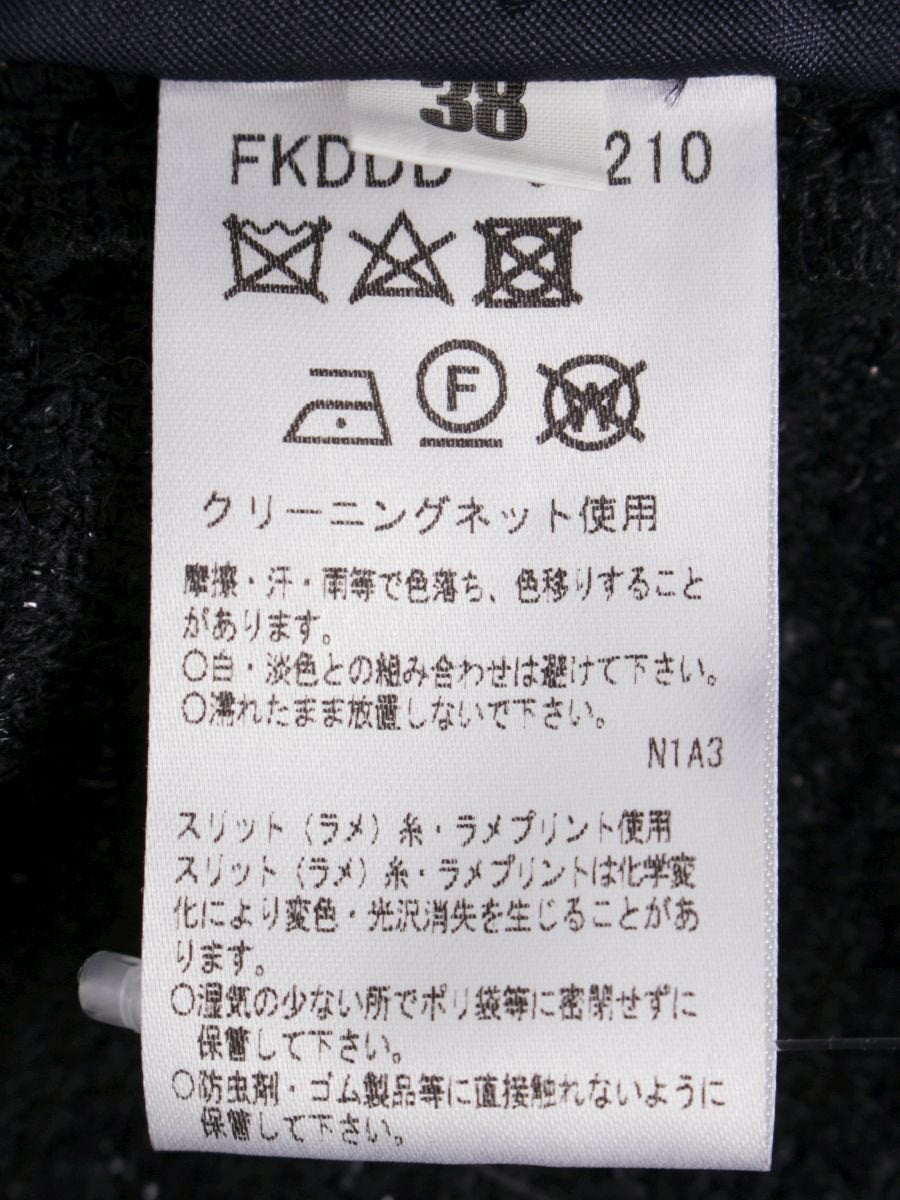 38
FKDDD 210
F
W
クリーニングネット使用
摩擦・汗・雨等で色落ち、色移りすること
があります。
○白・淡色との組み合わせは避けて下さい。
○濡れたまま放置しないで下さい。
N1A3
スリット（ラメ）糸・ラメプリント使用
スリット（ラメ）糸・ラメプリントは化学変
化により変色・光沢消失を生じることがあ
ります。
○湿気の少ない所でポリ袋等に密閉せずに
保管して下さい。
○防虫剤・ゴム製品等に直接触れないように
保管して下さい。